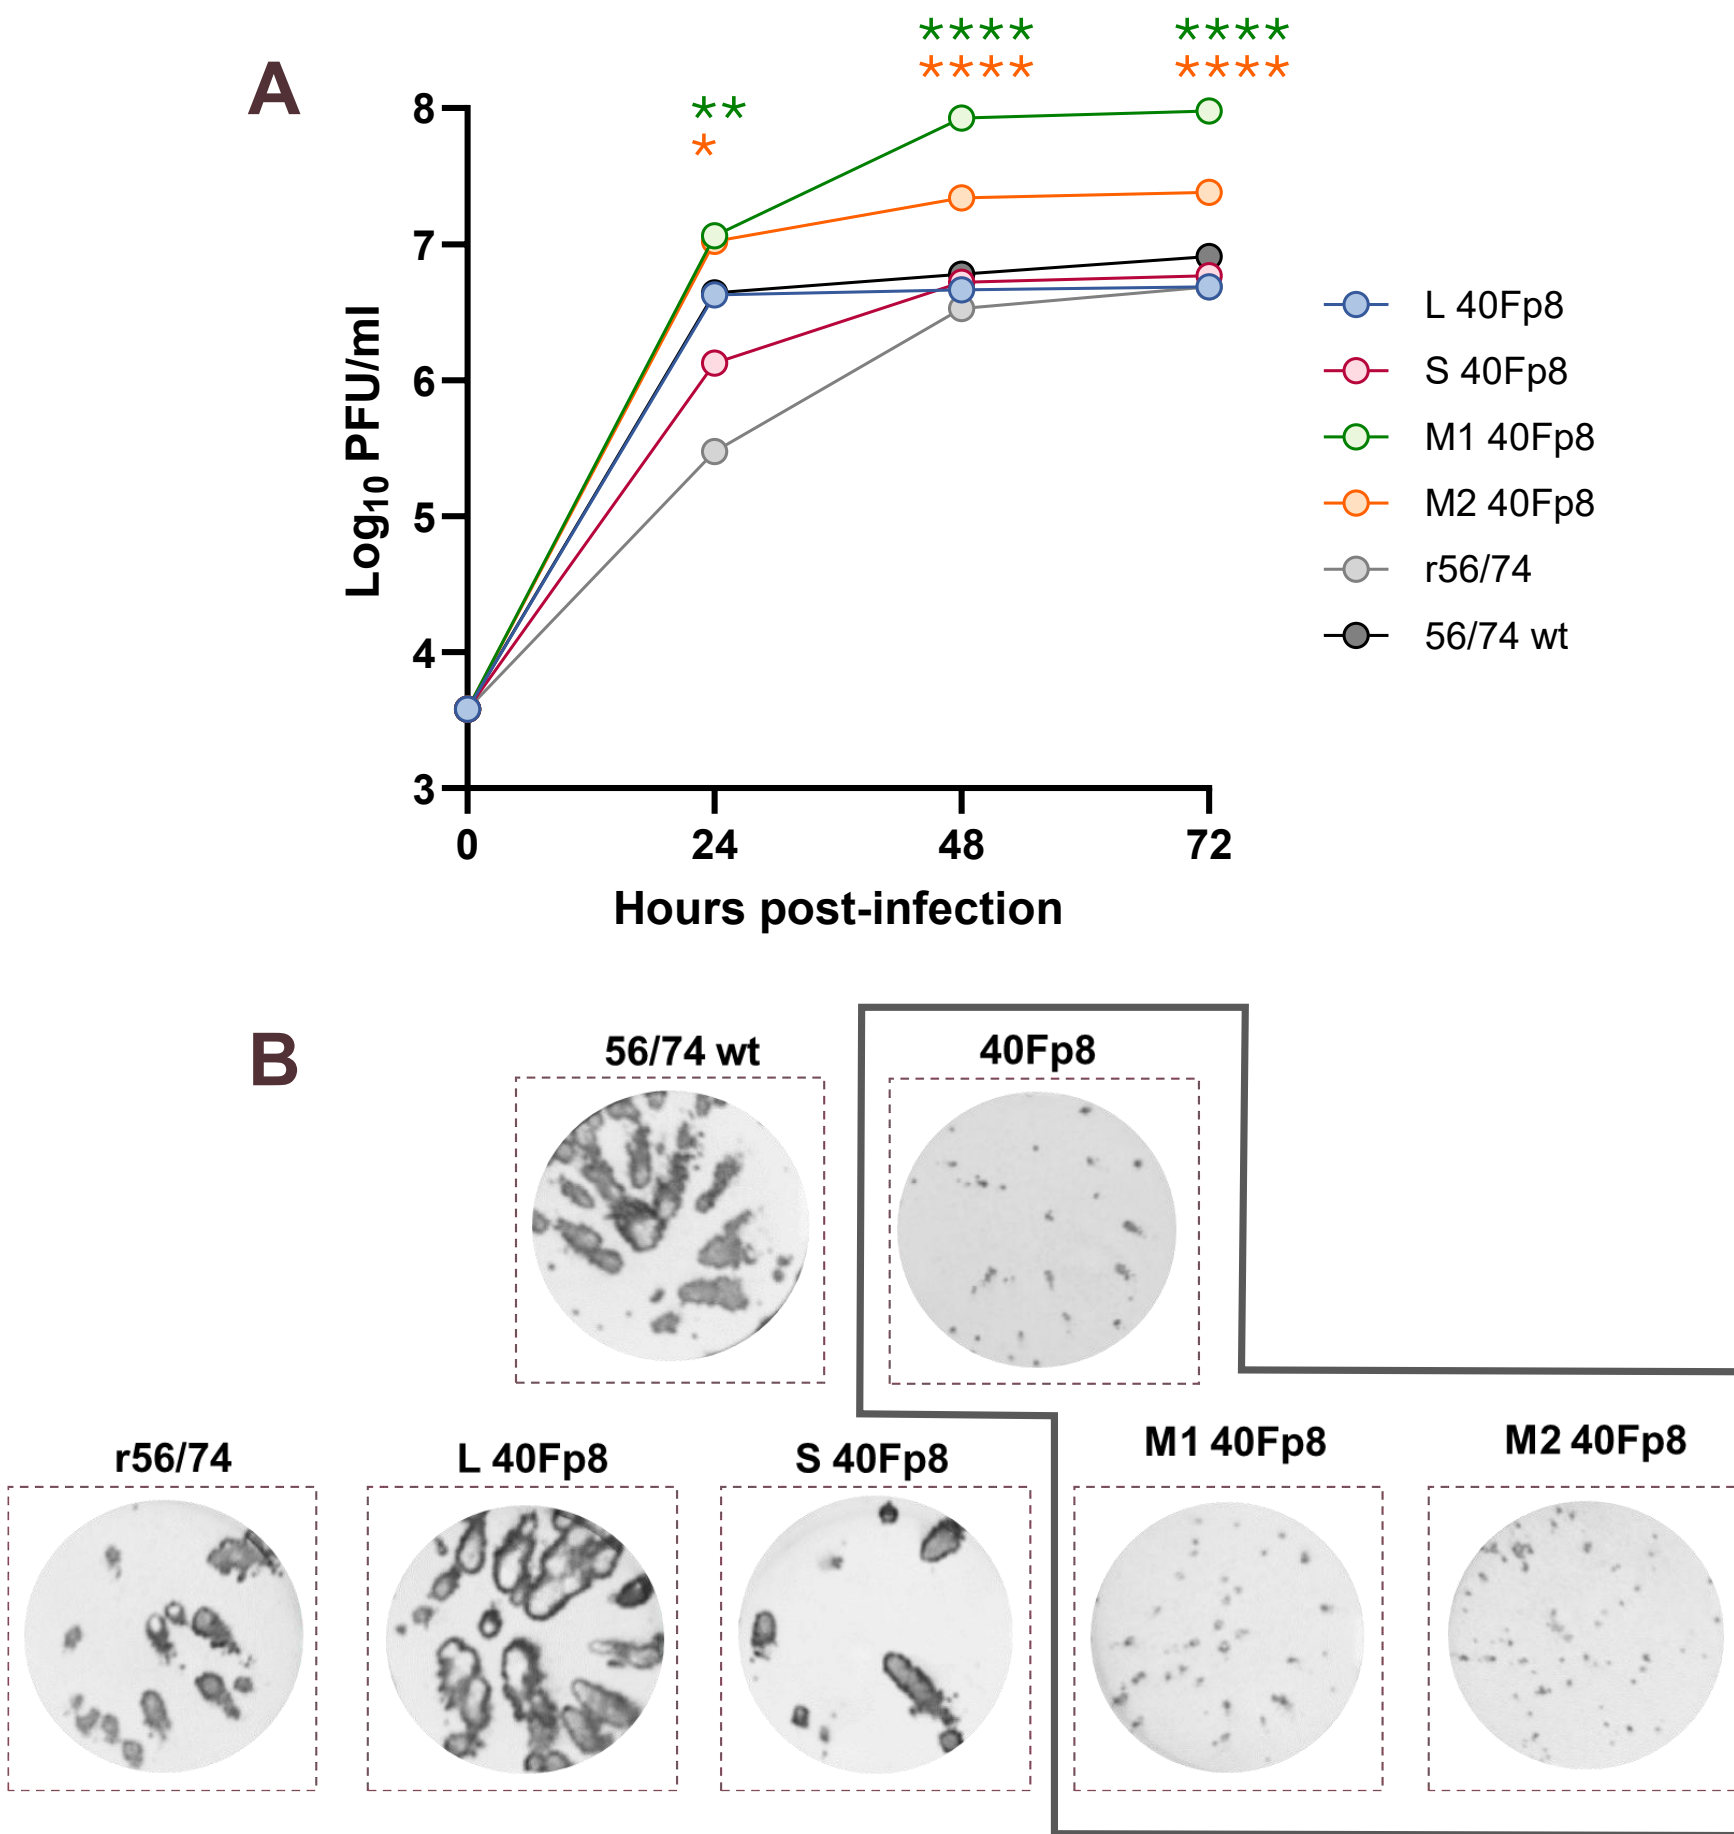 A
****
****
**
*
****
****
8
7
6
5
4
3
Log10 PFU/ml
0 24 48 72
Hours post-infection
L 40Fp8
S 40Fp8
M1 40Fp8
M2 40Fp8
r56/74
56/74 wt
B
56/74 wt
40Fp8
r56/74
L 40Fp8
S 40Fp8
M1 40Fp8
M2 40Fp8